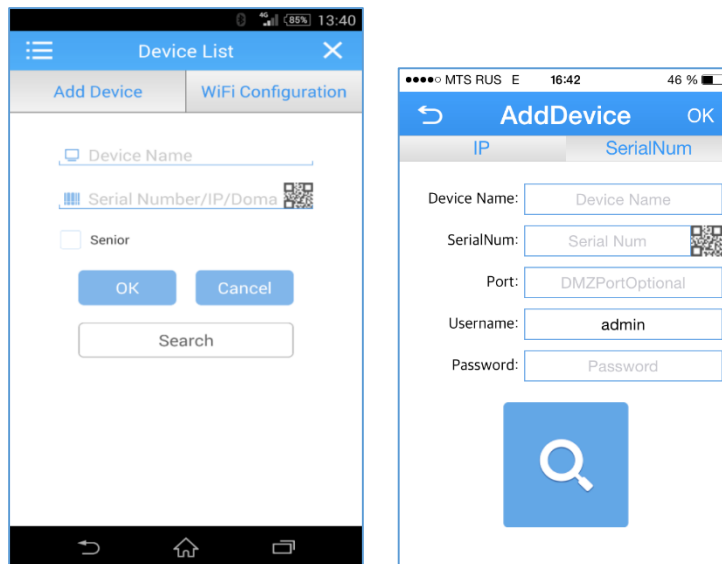 4G 85% 13:40
Device List
Add Device WiFi Configuration
Device Name
Serial Number/IP/Doma
Senior
OK Cancel
Search
MTS RUS E 16:42 46 %
AddDevice OK
IP SerialNum
Device Name: Device Name
SerialNum: Serial Num
Port: DMZPortOptional
Username: admin
Password: Password